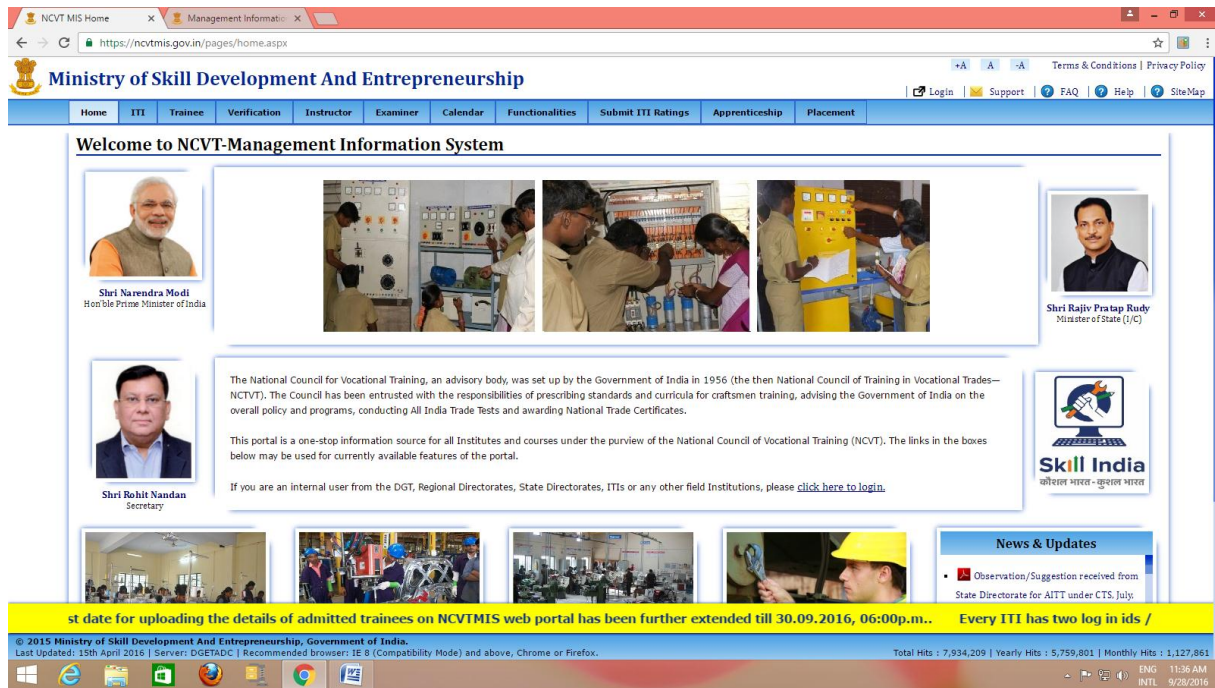 NCVT MIS Home
Management Informatio
https://ncvtmis.gov.in/pages/home.aspx
+A A -A Terms & Conditions | Privacy Policy
Ministry of Skill Development And Entrepreneurship
| Login | Support | FAQ | Help | SiteMap
Home ITI Trainee Verification Instructor Examiner Calendar Functionalities Submit ITI Ratings Apprenticeship Placement
Welcome to NCVT-Management Information System
Shri Narendra Modi
Hon'ble Prime Minister of India
Shri Rajiv Pratap Rudy
Minister of State (I/C)
The National Council for Vocational Training, an advisory body, was set up by the Government of India in 1956 (the then National Council of Training in Vocational Trades—
NCTVT). The Council has been entrusted with the responsibilities of prescribing standards and curricula for craftsmen training, advising the Government of India on the
overall policy and programs, conducting All India Trade Tests and awarding National Trade Certificates.
This portal is a one-stop information source for all Institutes and courses under the purview of the National Council of Vocational Training (NCVT). The links in the boxes
below may be used for currently available features of the portal.
If you are an internal user from the DGT, Regional Directorates, State Directorates, ITIs or any other field Institutions, please click here to login.
Shri Rohit Nandan
Secretary
Skill India
कौशल भारत - कुशल भारत
News & Updates
Observation/Suggestion received from
State Directorate for AITT under CTS, July,
st date for uploading the details of admitted trainees on NCVTMIS web portal has been further extended till 30.09.2016, 06:00p.m.. Every ITI has two log in ids /
© 2015 Ministry of Skill Development And Entrepreneurship, Government of India.
Last Updated: 15th April 2016 | Server: DGETADC | Recommended browser: IE 8 (Compatibility Mode) and above, Chrome or Firefox.
Total Hits : 7,934,209 | Yearly Hits : 5,759,801 | Monthly Hits : 1,127,861
ENG 11:36 AM
INTL 9/28/2016